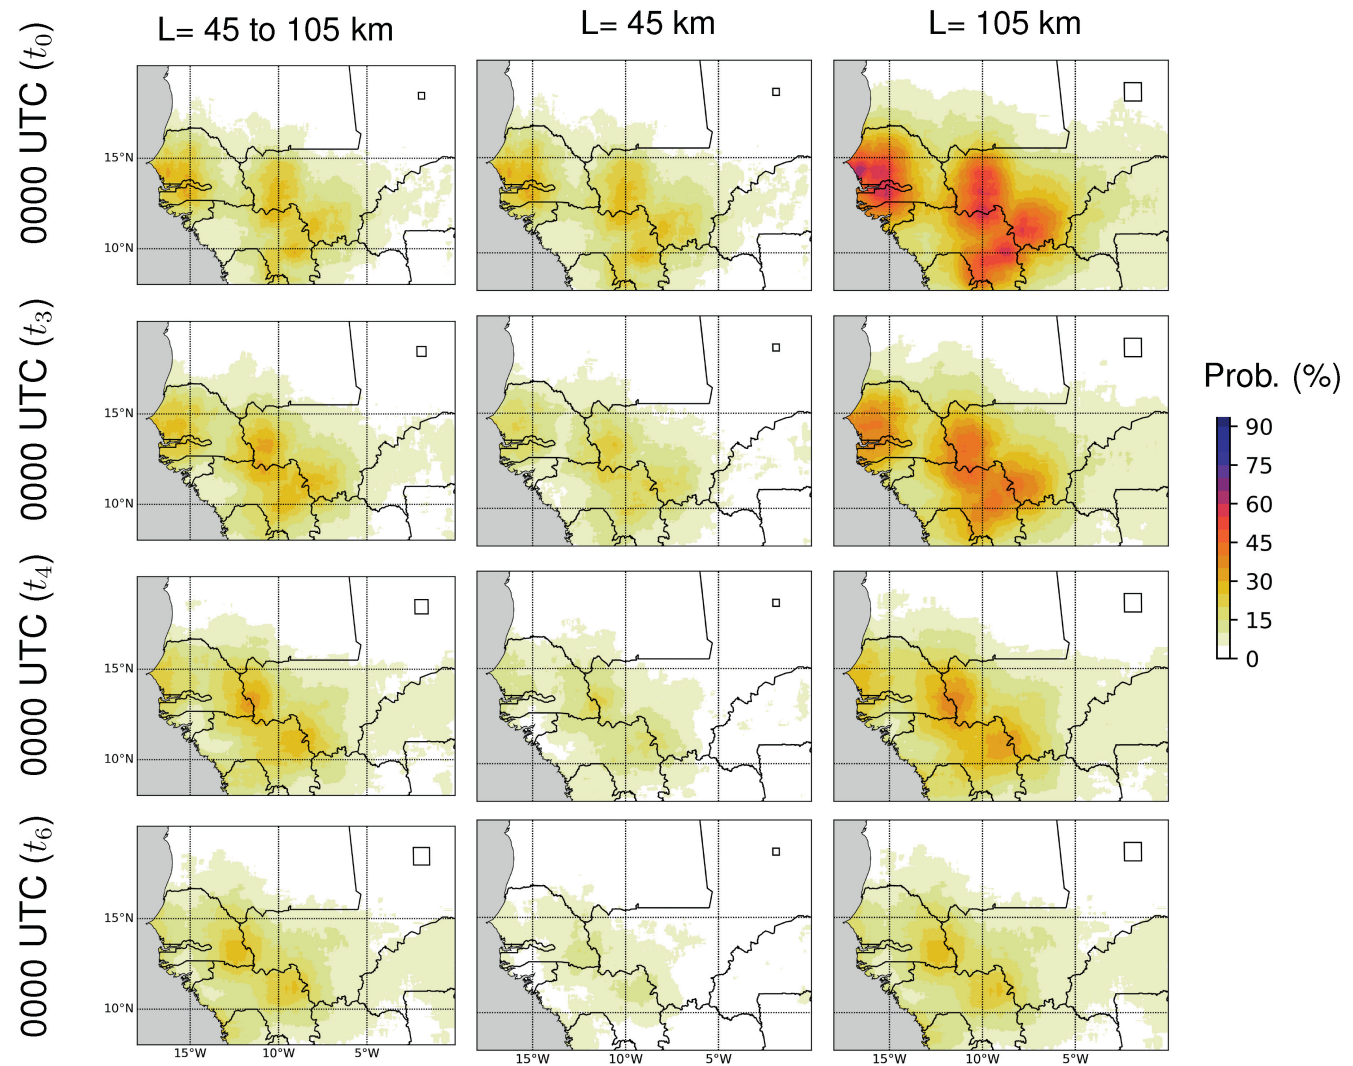 L= 45 to 105 km
L= 45 km
L= 105 km
0000 UTC (t0)
15°N
10°N
0000 UTC (t3)
15°N
10°N
Prob. (%)
90
75
60
45
30
15
0
0000 UTC (t4)
15°N
10°N
0000 UTC (t6)
15°N
10°N
15°W 10°W 5°W
15°W 10°W 5°W
15°W 10°W 5°W